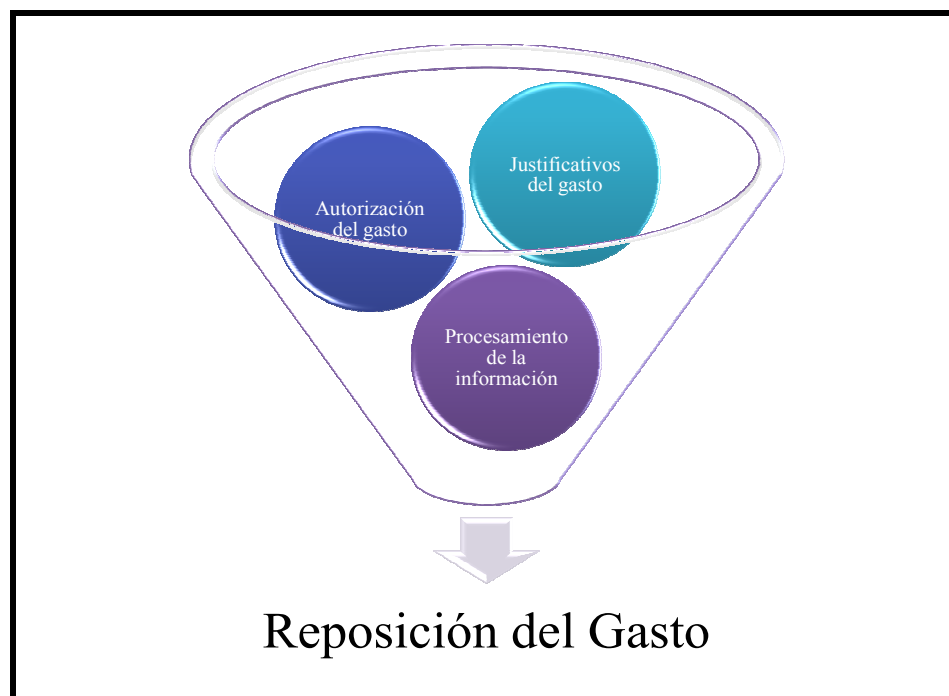 Justificativos
del gasto
Autorización
del gasto
Procesamiento
de la
información
Reposición del Gasto